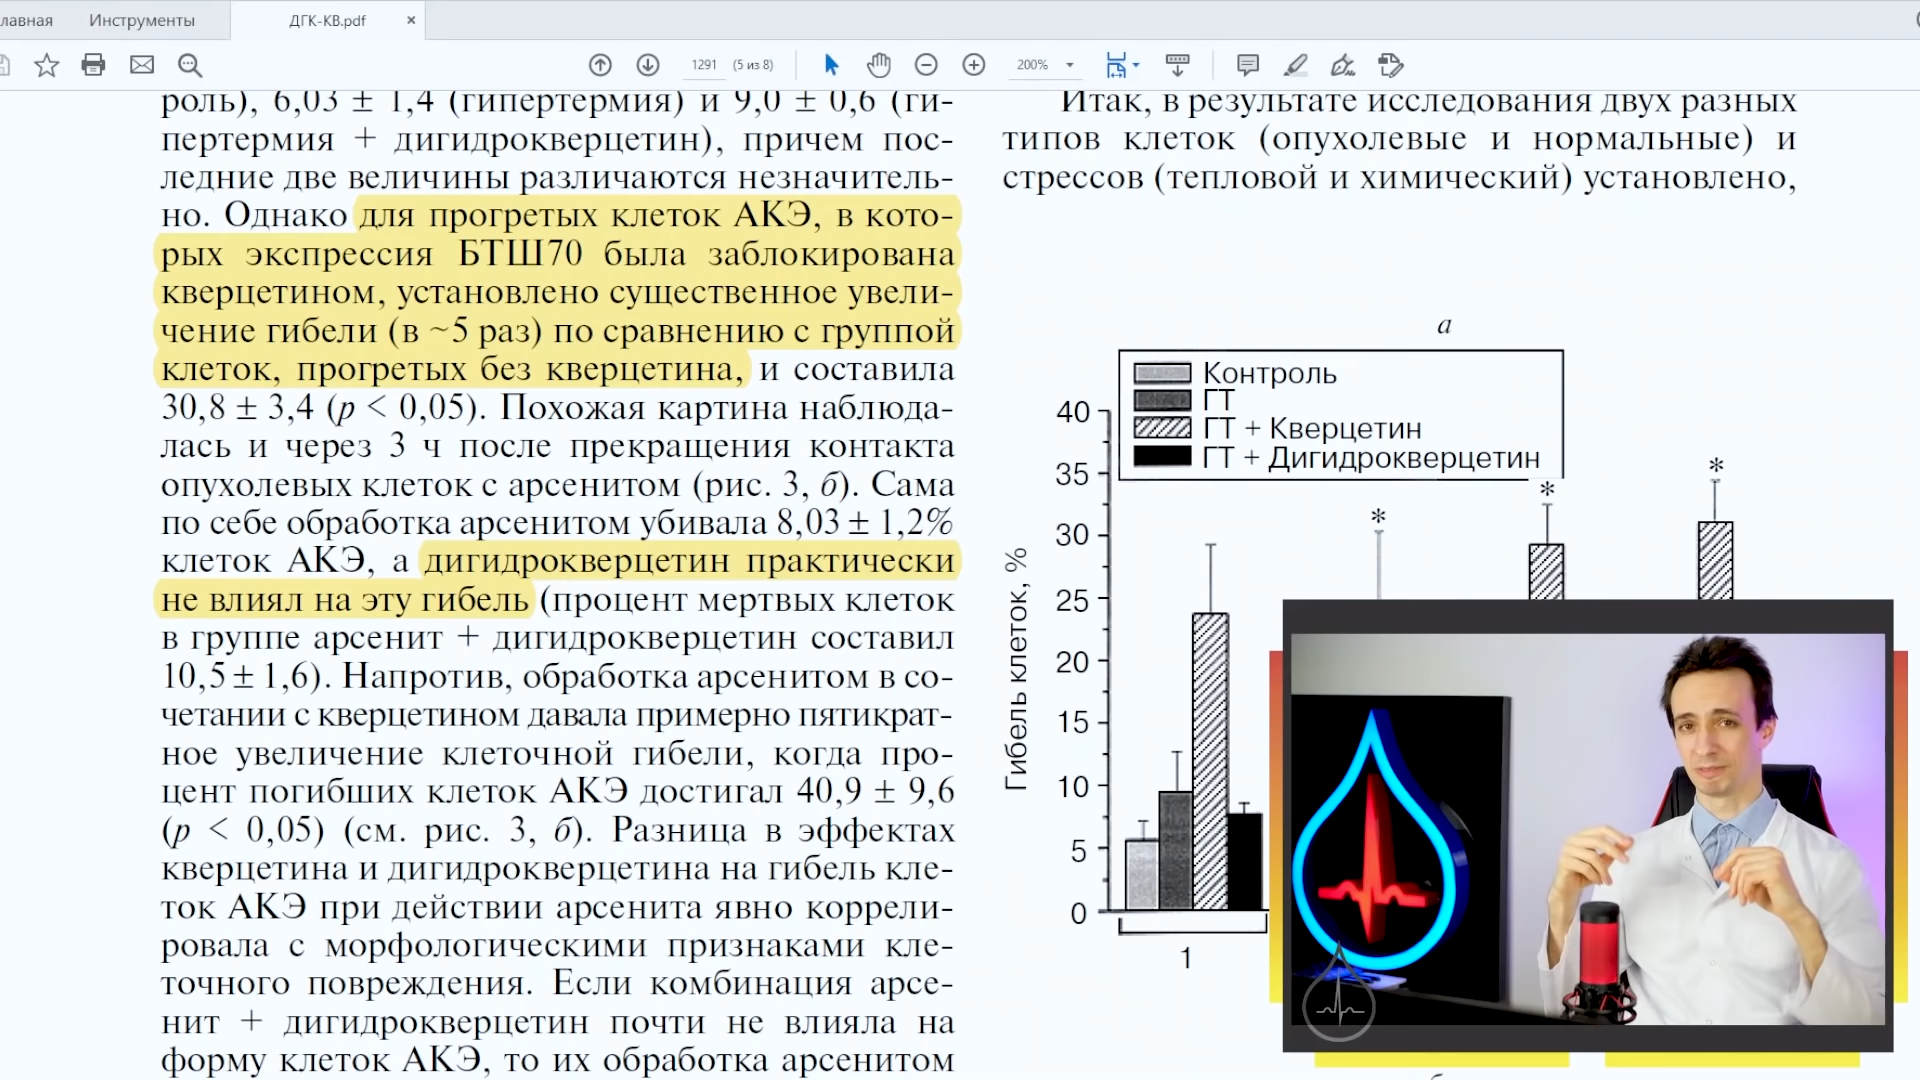 лавная
Инструменты
ДГК-КВ.pdf
×
1291
(5 из 8)
200%
роль), 6,03 ± 1,4 (гипертермия) и 9,0 ± 0,6 (ги-
пертермия + дигидрокверцетин), причем пос-
ледние две величины различаются незначитель-
но. Однако для прогретых клеток АКЭ, в кото-
рых экспрессия БТШ70 была заблокирована
кверцетином, установлено существенное увели-
чение гибели (в ~5 раз) по сравнению с группой
клеток, прогретых без кверцетина, и составила
30,8 ± 3,4 (p < 0,05). Похожая картина наблюда-
лась и через 3 ч после прекращения контакта
опухолевых клеток с арсенитом (рис. 3, б). Сама
по себе обработка арсенитом убивала 8,03 ± 1,2%
клеток АКЭ, а дигидрокверцетин практически
не влиял на эту гибель (процент мертвых клеток
в группе арсенит + дигидрокверцетин составил
10,5 ± 1,6). Напротив, обработка арсенитом в со-
четании с кверцетином давала примерно пятикрат-
ное увеличение клеточной гибели, когда про-
цент погибших клеток АКЭ достигал 40,9 ± 9,6
(p < 0,05) (см. рис. 3, б). Разница в эффектах
кверцетина и дигидрокверцетина на гибель кле-
ток АКЭ при действии арсенита явно коррели-
ровала с морфологическими признаками кле-
точного повреждения. Если комбинация арсе-
нит + дигидрокверцетин почти не влияла на
форму клеток АКЭ, то их обработка арсенитом
Итак, в результате исследования двух разных
типов клеток (опухолевые и нормальные) и
стрессов (тепловой и химический) установлено,
а
Контроль
ГТ
ГТ + Кверцетин
ГТ + Дигидрокверцетин
Гибель клеток, %
40
35
30
25
20
15
10
5
0
*
*
*
1